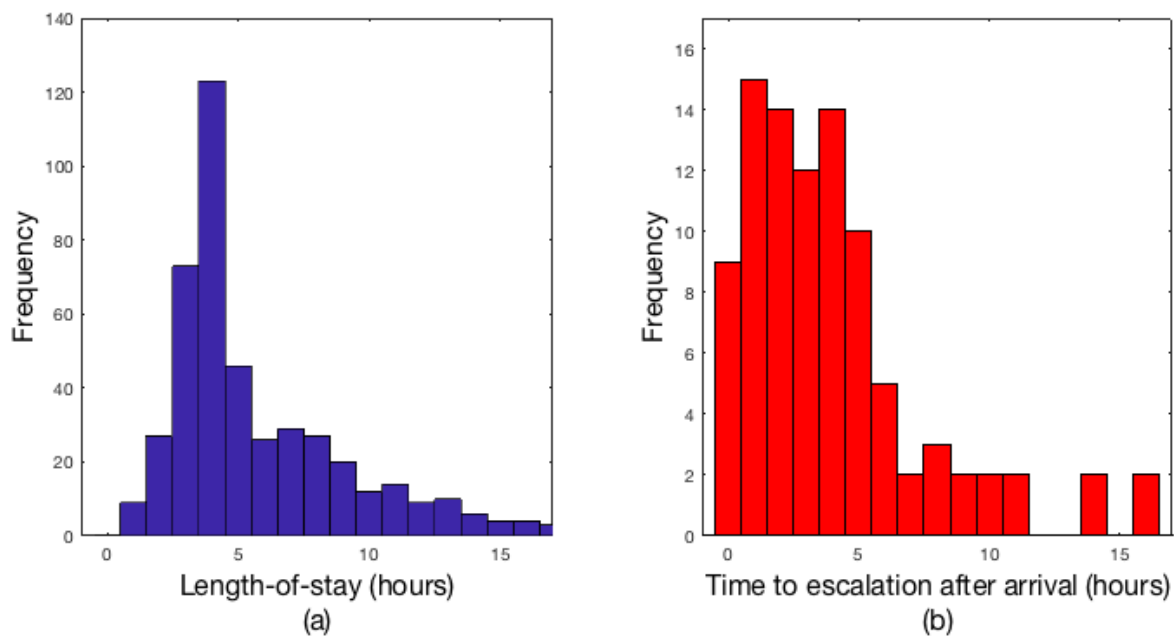 140
120
100
80
60
40
20
0
Frequency
0 5 10 15
Length-of-stay (hours)
(a)
16
14
12
10
8
6
4
2
0
Frequency
0 5 10 15
Time to escalation after arrival (hours)
(b)